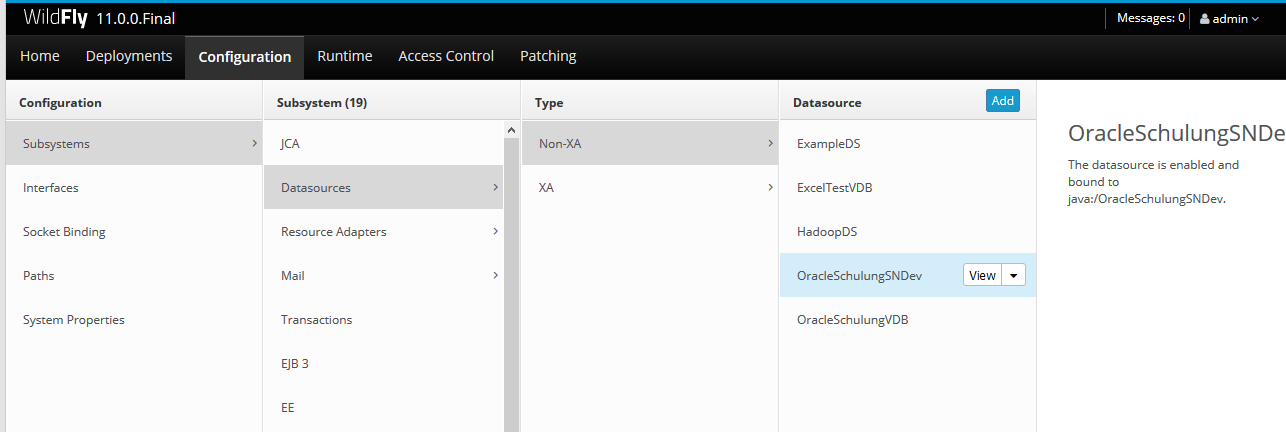 WildFly 11.0.0.Final
Messages: 0
admin
Home
Deployments
Configuration
Runtime
Access Control
Patching
Configuration
Subsystems
Interfaces
Socket Binding
Paths
System Properties
Subsystem (19)
JCA
Datasources
Resource Adapters
Mail
Transactions
EJB 3
EE
Type
Non-XA
XA
Datasource
Add
ExampleDS
ExcelTestVDB
HadoopDS
OracleSchulungSNDev
View
OracleSchulungVDB
OracleSchulungSNDe
The datasource is enabled and
bound to
java:/OracleSchulungSNDev.